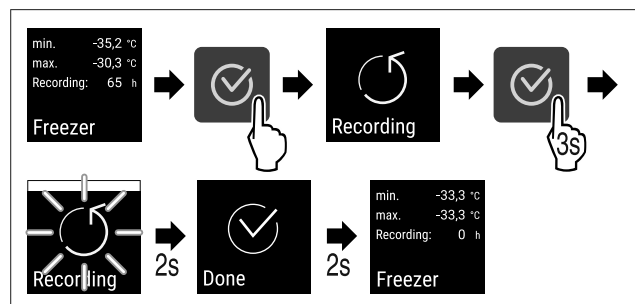 min. -35,2 °C
max. -30,3 °C
Recording: 65 h
Freezer
Recording
3s
Recording
2s
Done
2s
min. -33,3 °C
max. -33,3 °C
Recording: 0 h
Freezer